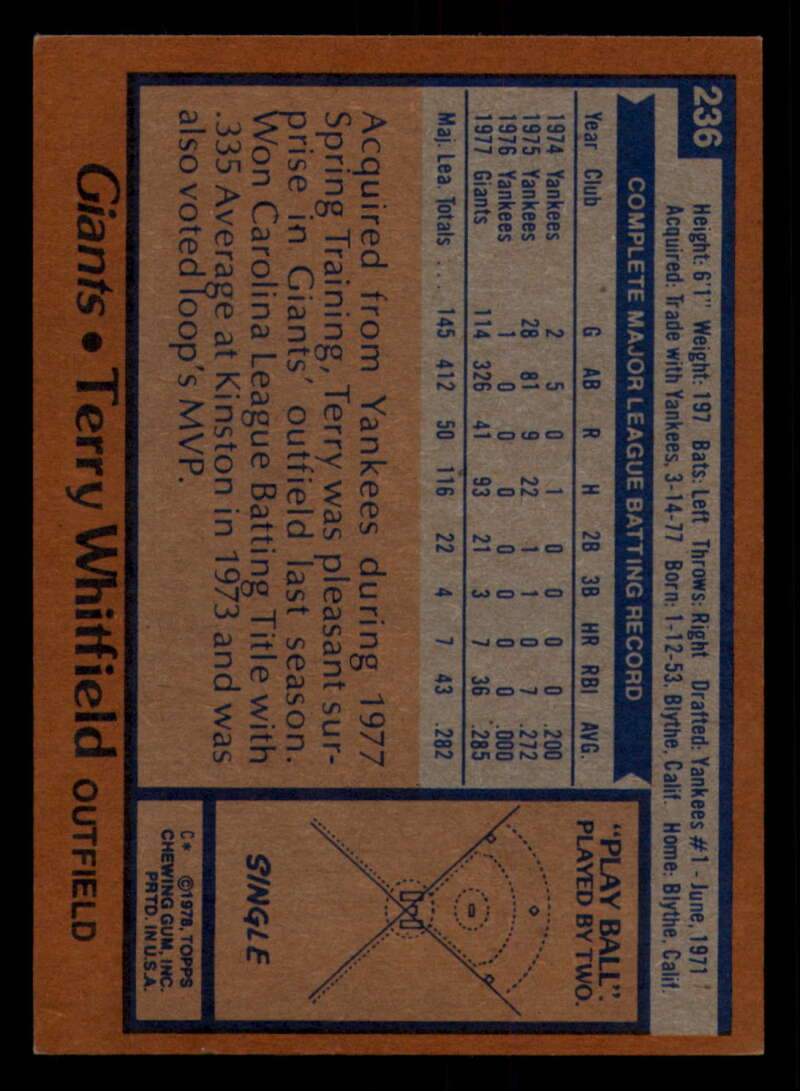 236
Height: 6'1" Weight: 197 Bats: Left Throws: Right Drafted: Yankees #1 - June, 1971
Acquired: Trade with Yankees, 3-14-77 Born: 1-12-53, Blythe, Calif. Home: Blythe, Calif.
COMPLETE MAJOR LEAGUE BATTING RECORD
Year Club G AB R H 2B 3B HR RBI AVG.
1974 Yankees 2 5 0 1 0 0 0 0 .200
1975 Yankees 28 81 9 22 1 1 0 7 .272
1976 Yankees 1 0 0 0 0 0 0 0 .000
1977 Giants 114 326 41 93 21 3 7 36 .285
Maj. Lea. Totals ... 145 412 50 116 22 4 7 43 .282
Acquired from Yankees during 1977
Spring Training, Terry was pleasant sur-
prise in Giants' outfield last season.
Won Carolina League Batting Title with
.335 Average at Kinston in 1973 and was
also voted loop's MVP.
"PLAY BALL"
PLAYED BY TWO.
SINGLE
C* ©1978, TOPPS
CHEWING GUM, INC.
PRTD. IN U.S.A.
Giants • Terry Whitfield OUTFIELD